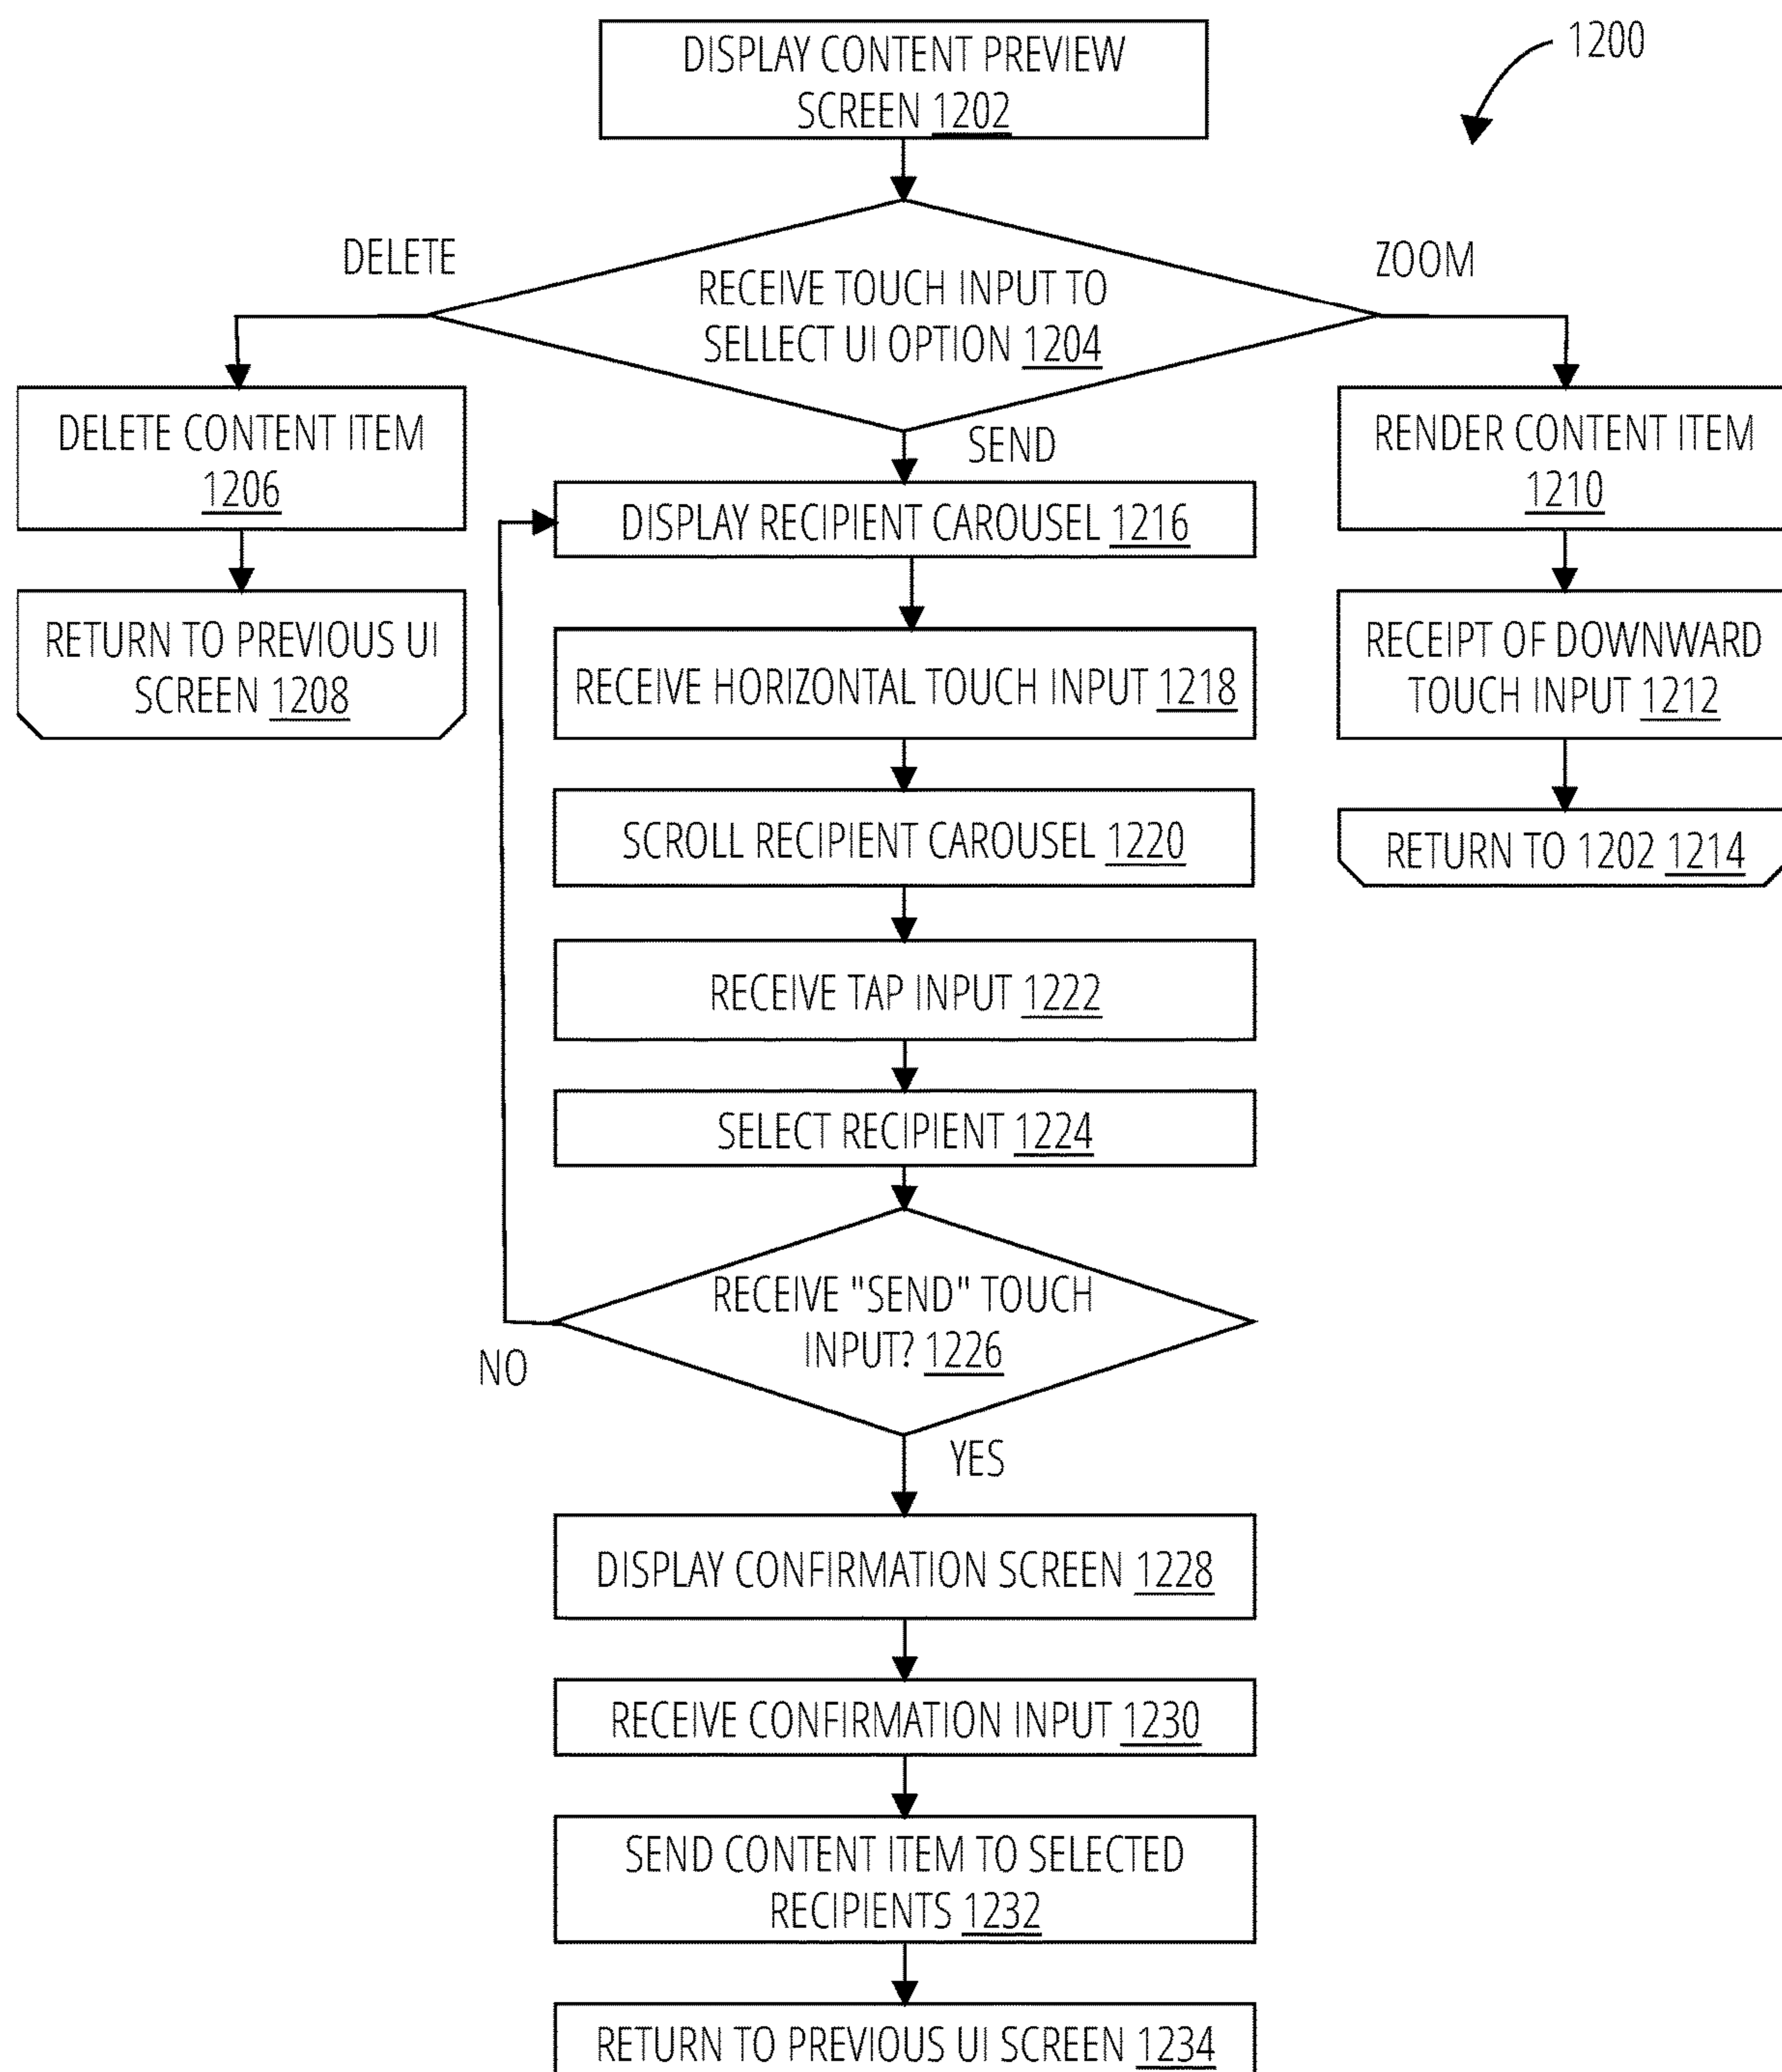 DISPLAY CONTENT PREVIEW
SCREEN 1202
1200
DELETE
ZOOM
RECEIVE TOUCH INPUT TO
SELLECT UI OPTION 1204
SEND
DELETE CONTENT ITEM
1206
RENDER CONTENT ITEM
1210
DISPLAY RECIPIENT CAROUSEL 1216
RETURN TO PREVIOUS UI
SCREEN 1208
RECEIVE HORIZONTAL TOUCH INPUT 1218
RECEIPT OF DOWNWARD
TOUCH INPUT 1212
SCROLL RECIPIENT CAROUSEL 1220
RETURN TO 1202 1214
RECEIVE TAP INPUT 1222
SELECT RECIPIENT 1224
RECEIVE "SEND" TOUCH
INPUT? 1226
NO
YES
DISPLAY CONFIRMATION SCREEN 1228
RECEIVE CONFIRMATION INPUT 1230
SEND CONTENT ITEM TO SELECTED
RECIPIENTS 1232
RETURN TO PREVIOUS UI SCREEN 1234